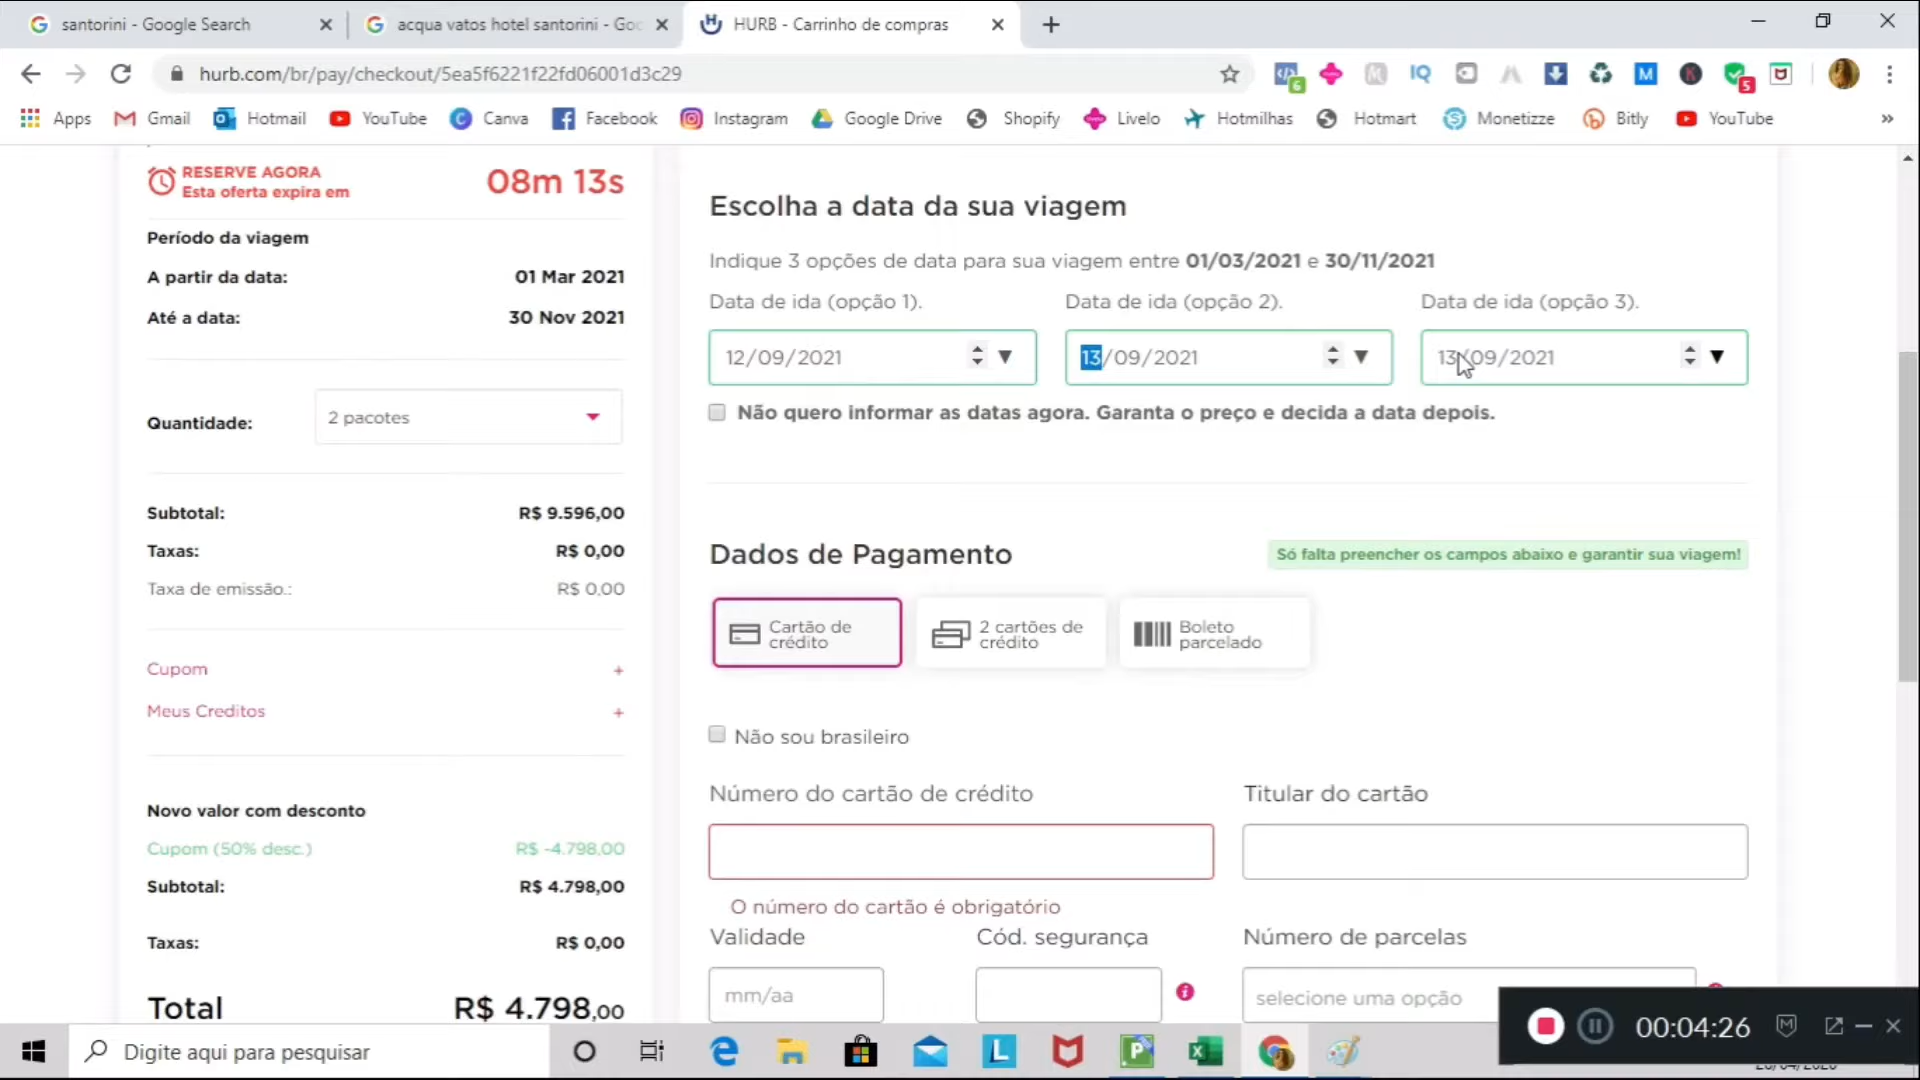 santorini - Google Search
acqua vatos hotel santorini - Goo
HURB - Carrinho de compras
hurb.com/br/pay/checkout/5ea5f6221f22fd06001d3c29
Apps
Gmail
Hotmail
YouTube
Canva
Facebook
Instagram
Google Drive
Shopify
Livelo
Hotmilhas
Hotmart
Monetizze
Bitly
YouTube
RESERVE AGORA
Esta oferta expira em
08m 13s
Período da viagem
A partir da data: 01 Mar 2021
Até a data: 30 Nov 2021
Quantidade: 2 pacotes
Subtotal: R$ 9.596,00
Taxas: R$ 0,00
Taxa de emissão.: R$ 0,00
Cupom +
Meus Creditos +
Novo valor com desconto
Cupom (50% desc.) R$ -4.798,00
Subtotal: R$ 4.798,00
Taxas: R$ 0,00
Total R$ 4.798,00
Escolha a data da sua viagem
Indique 3 opções de data para sua viagem entre 01/03/2021 e 30/11/2021
Data de ida (opção 1). Data de ida (opção 2). Data de ida (opção 3).
12/09/2021 13/09/2021 13/09/2021
Não quero informar as datas agora. Garanta o preço e decida a data depois.
Dados de Pagamento
Só falta preencher os campos abaixo e garantir sua viagem!
Cartão de crédito
2 cartões de crédito
Boleto parcelado
Não sou brasileiro
Número do cartão de crédito Titular do cartão
O número do cartão é obrigatório
Validade Cód. segurança Número de parcelas
mm/aa selecione uma opção
00:04:26
Digite aqui para pesquisar